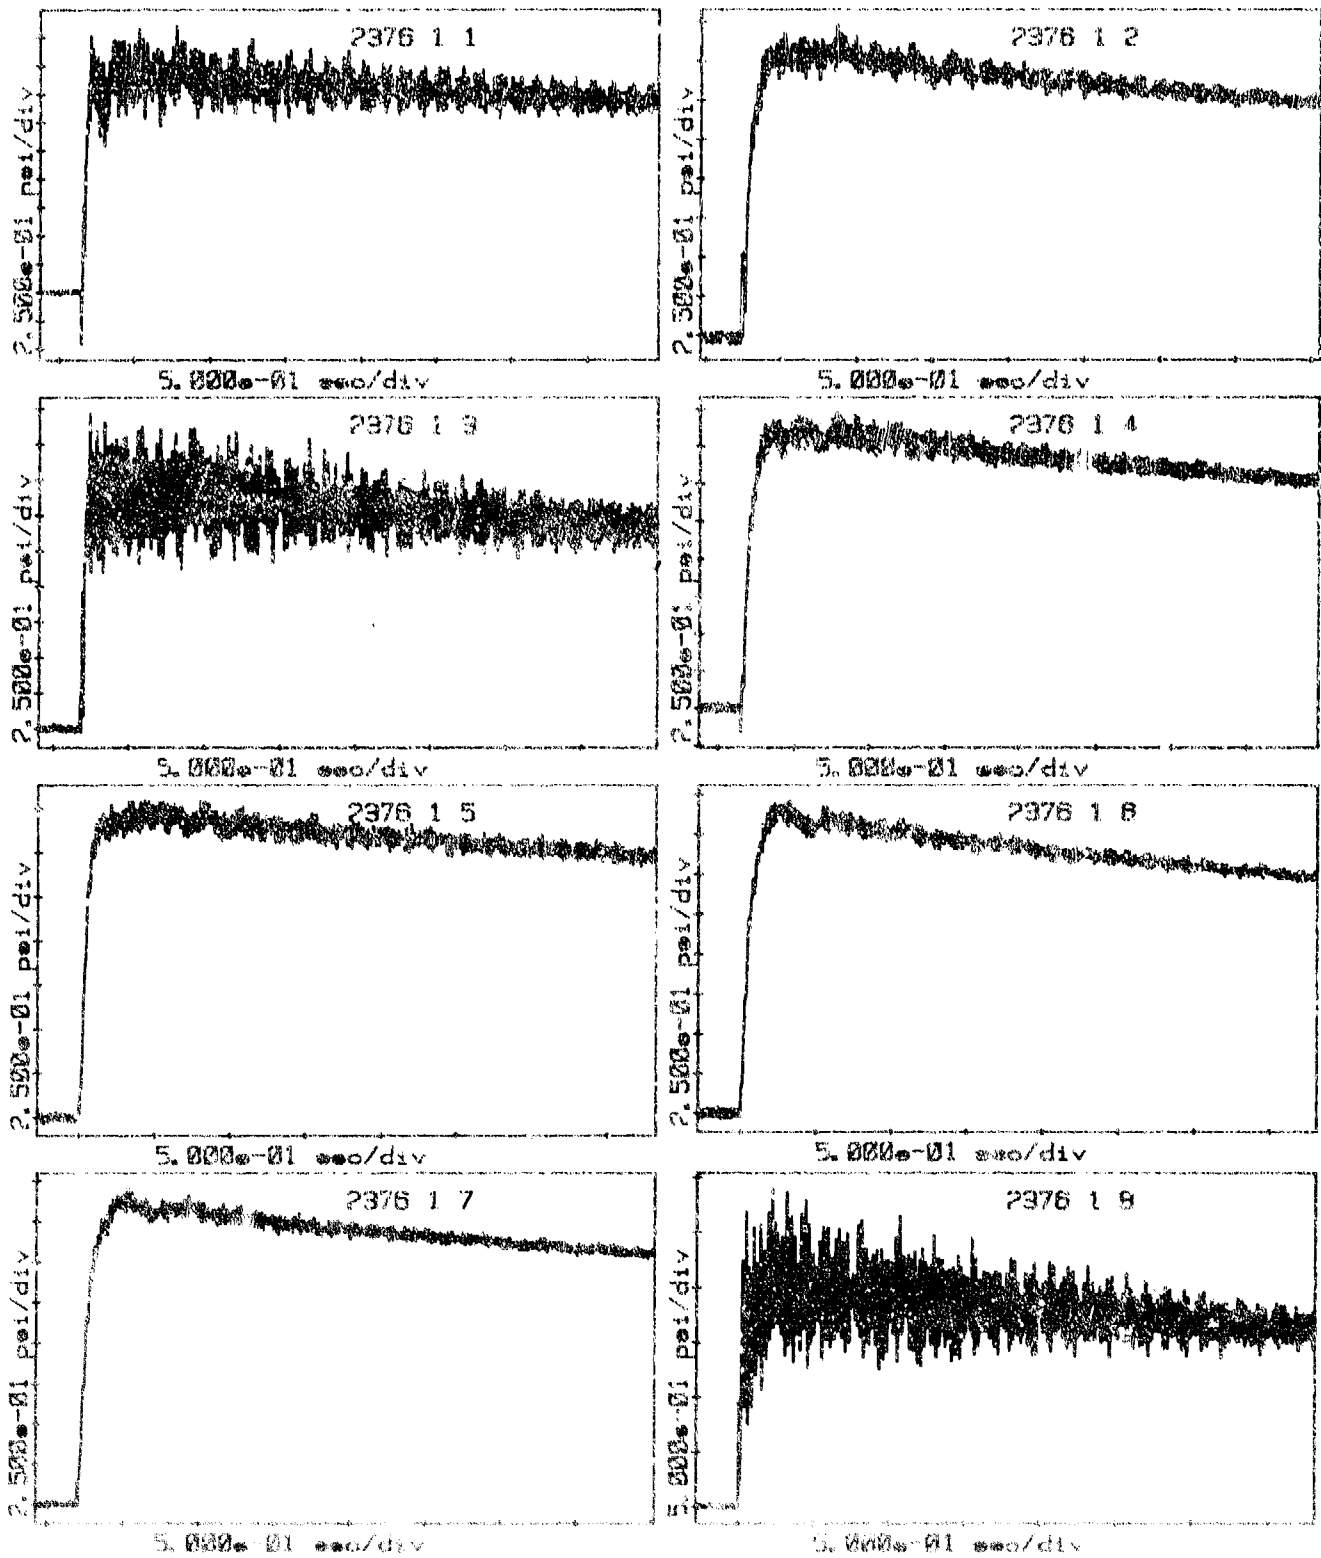 2376 1 1
2.500e-01 psi/div
5.000e-01 sec/div
2376 1 2
2.500e-01 psi/div
5.000e-01 sec/div
2376 1 3
2.500e-01 psi/div
5.000e-01 sec/div
2376 1 4
2.500e-01 psi/div
5.000e-01 sec/div
2376 1 5
2.500e-01 psi/div
5.000e-01 sec/div
2376 1 6
2.500e-01 psi/div
5.000e-01 sec/div
2376 1 7
2.500e-01 psi/div
5.000e-01 sec/div
2376 1
5.000e-01 psi/div
5.000e-01 sec/div